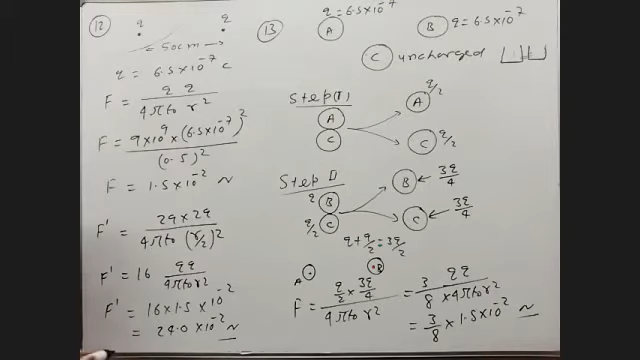 12
q q
50cm
q = 6.5×10⁻⁷ C
F = q q / 4πε₀ r²
F = 9×10⁹ × (6.5×10⁻⁷)² / (0.5)²
F = 1.5×10⁻² N
F' = 2q × 2q / 4πε₀ (r/2)²
F' = 16 qq / 4πε₀r²
F' = 16×1.5×10⁻²
= 24.0×10⁻² N
13
q = 6.5×10⁻⁷
A
B q = 6.5×10⁻⁷
C uncharged
Step (I)
A
C
A q/2
C q/2
Step II
q B
q/2 C
B 3q/4
C 3q/4
q + q/2 = 3q/2
A B
F = q/2 × 3q/4 / 4πε₀ r² = 3 qq / 8×4πε₀r²
= 3/8 × 1.5×10⁻² N